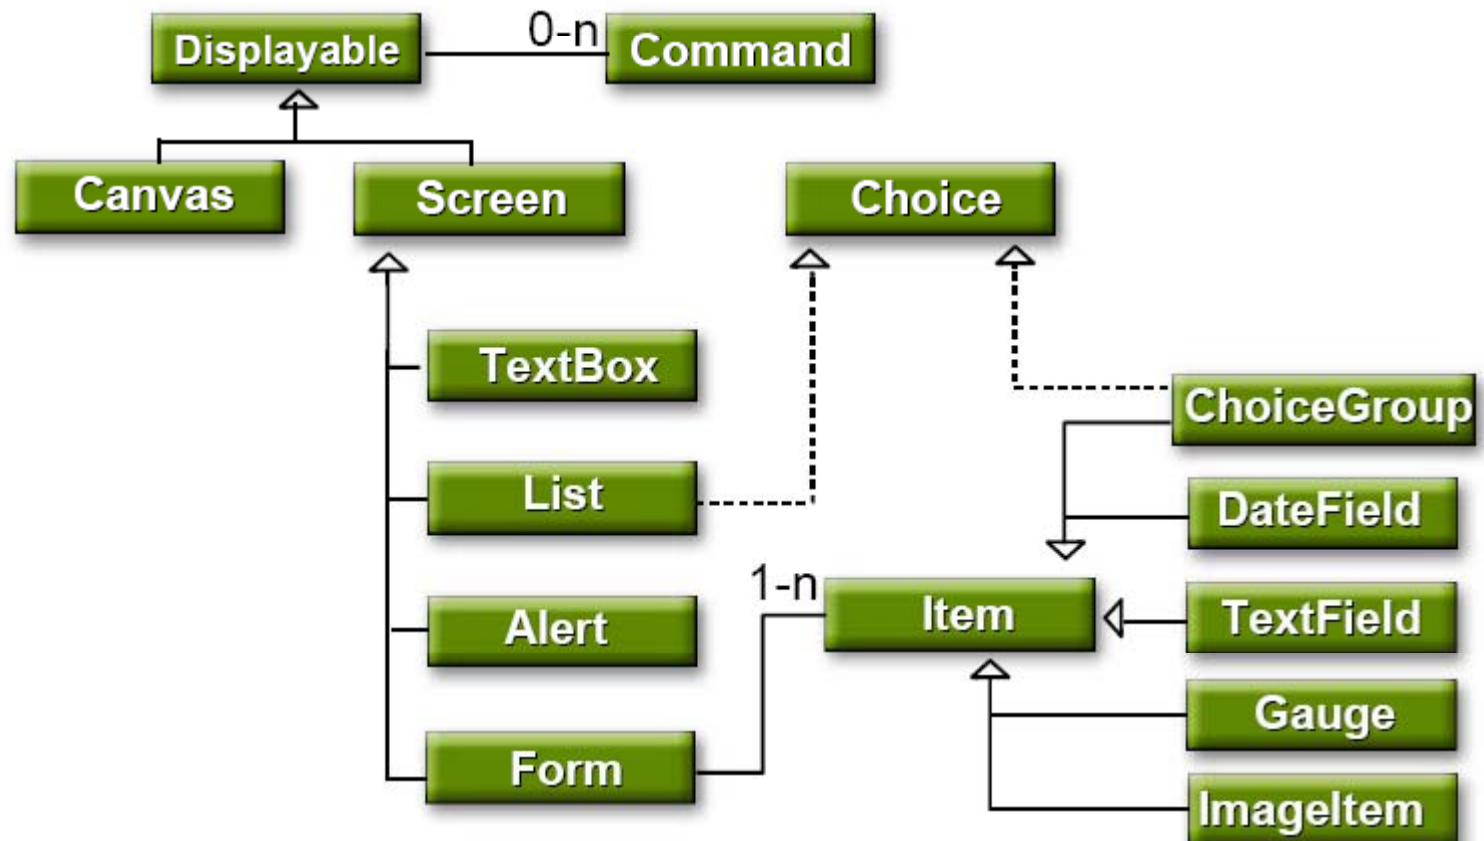 Displayable
0-n
Command
Canvas
Screen
Choice
TextBox
ChoiceGroup
List
DateField
1-n
Item
Alert
TextField
Gauge
Form
ImageItem